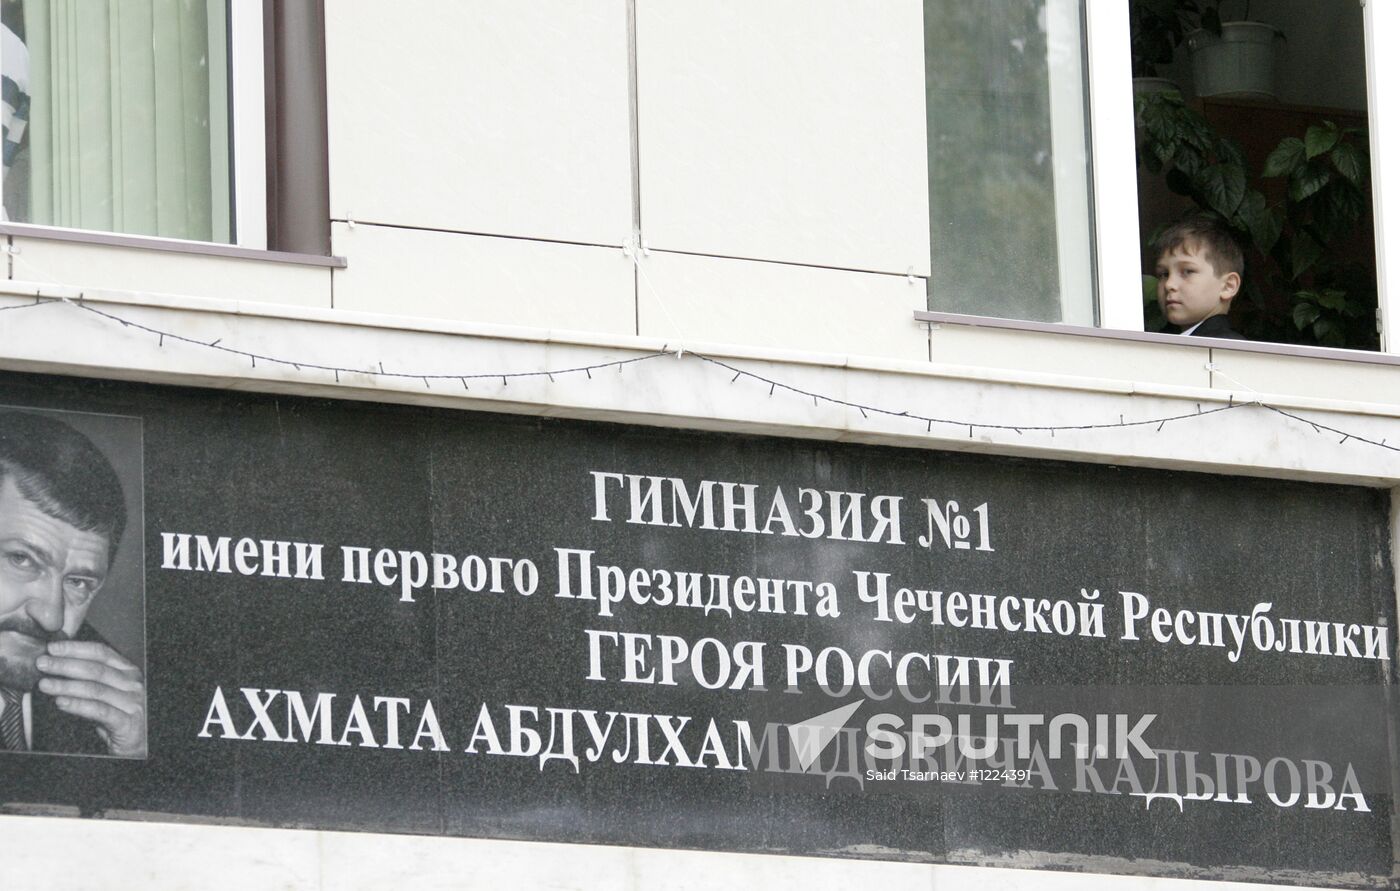 ГИМНАЗИЯ №1
имени первого Президента Чеченской Республики
ГЕРОЯ РОССИИ
АХМАТА АБДУЛХАМИДОВИЧА КАДЫРОВА
SPUTNIK
Said Tsarnaev #1224391